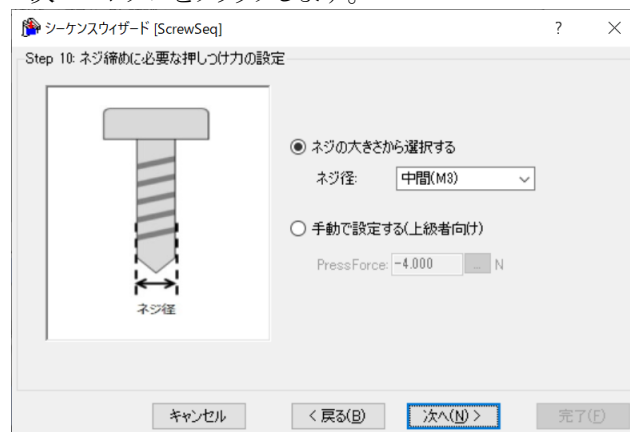 シーケンスウィザード [ScrewSeq]
Step 10: ネジ締めに必要な押しつけ力の設定
ネジの大きさから選択する
ネジ径: 中間(M3)
手動で設定する(上級者向け)
PressForce: -4.000 ... N
ネジ径
キャンセル < 戻る(B) 次へ(N) > 完了(F)